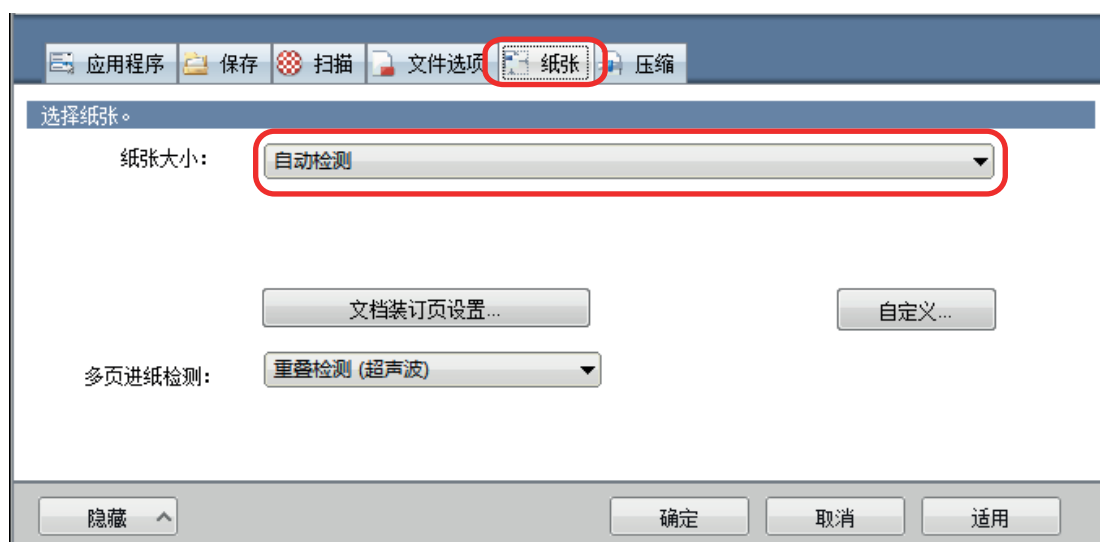 应用程序 保存 扫描 文件选项 纸张 压缩
选择纸张。
纸张大小： 自动检测
文档装订页设置... 自定义...
多页进纸检测： 重叠检测 (超声波)
隐藏 确定 取消 适用